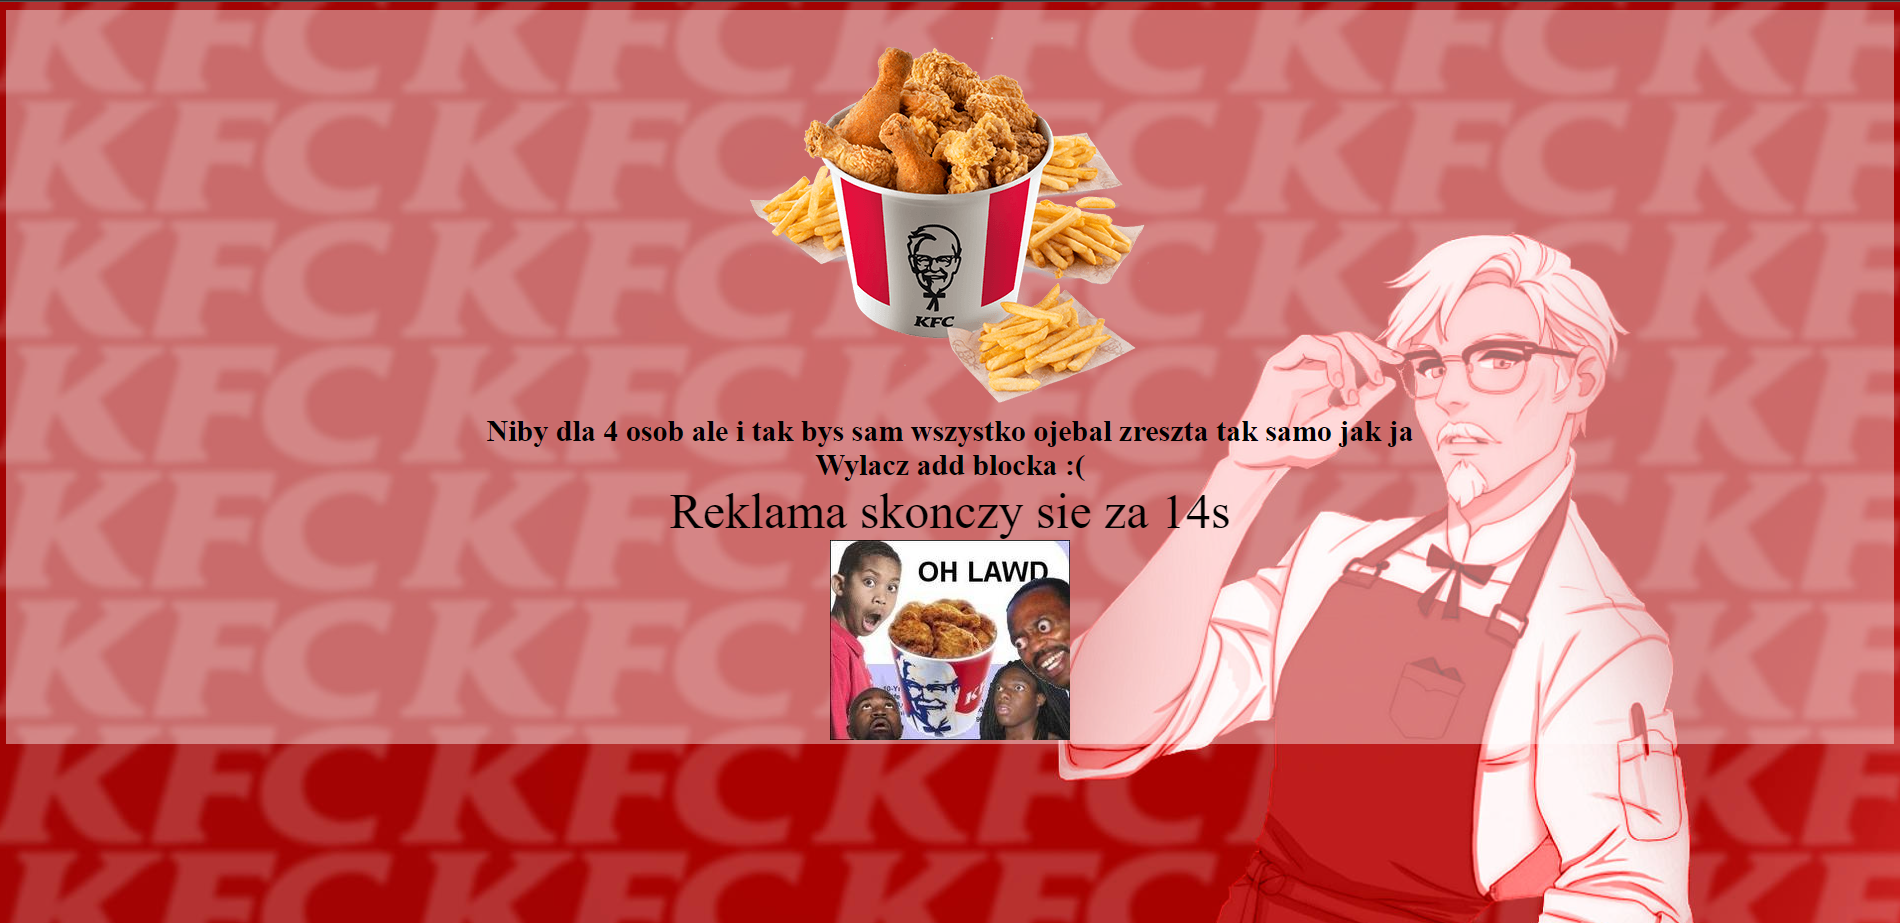 KFC
Niby dla 4 osob ale i tak bys sam wszystko ojebal zreszta tak samo jak ja
Wylacz add blocka :(
Reklama skonczy sie za 14s
OH LAWD